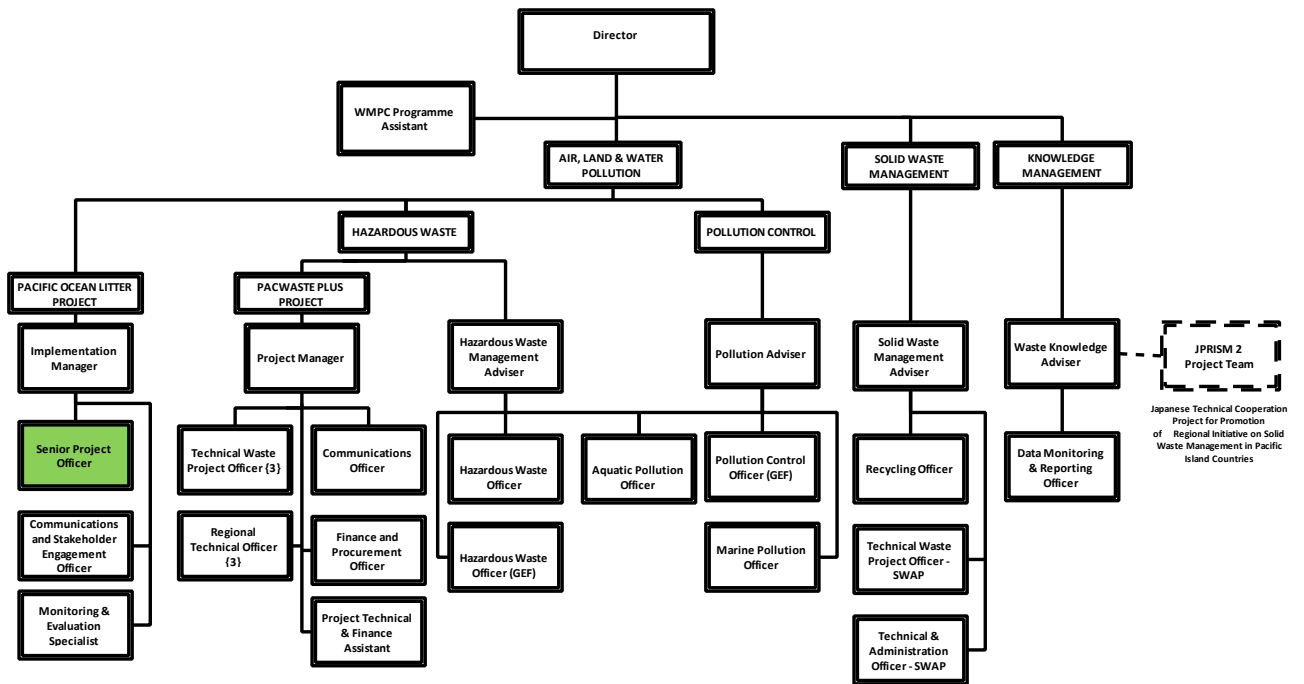 Director
WMPC Programme
Assistant
AIR, LAND & WATER
POLLUTION
SOLID WASTE
MANAGEMENT
KNOWLEDGE
MANAGEMENT
HAZARDOUS WASTE
POLLUTION CONTROL
PACIFIC OCEAN LITTER
PROJECT
PACWASTE PLUS
PROJECT
Implementation
Manager
Project Manager
Hazardous Waste
Management
Adviser
Pollution Adviser
Solid Waste
Management
Adviser
Waste Knowledge
Adviser
JPRISM 2
Project Team
Japanese Technical Cooperation
Project for Promotion
of Regional Initiative on Solid
Waste Management in Pacific
Island Countries
Senior Project
Officer
Technical Waste
Project Officer {3}
Communications
Officer
Hazardous Waste
Officer
Aquatic Pollution
Officer
Pollution Control
Officer (GEF)
Recycling Officer
Data Monitoring
& Reporting
Officer
Communications
and Stakeholder
Engagement
Officer
Regional
Technical Officer
{3}
Finance and
Procurement
Officer
Hazardous Waste
Officer (GEF)
Marine Pollution
Officer
Technical Waste
Project Officer -
SWAP
Monitoring &
Evaluation
Specialist
Project Technical
& Finance
Assistant
Technical &
Administration
Officer - SWAP